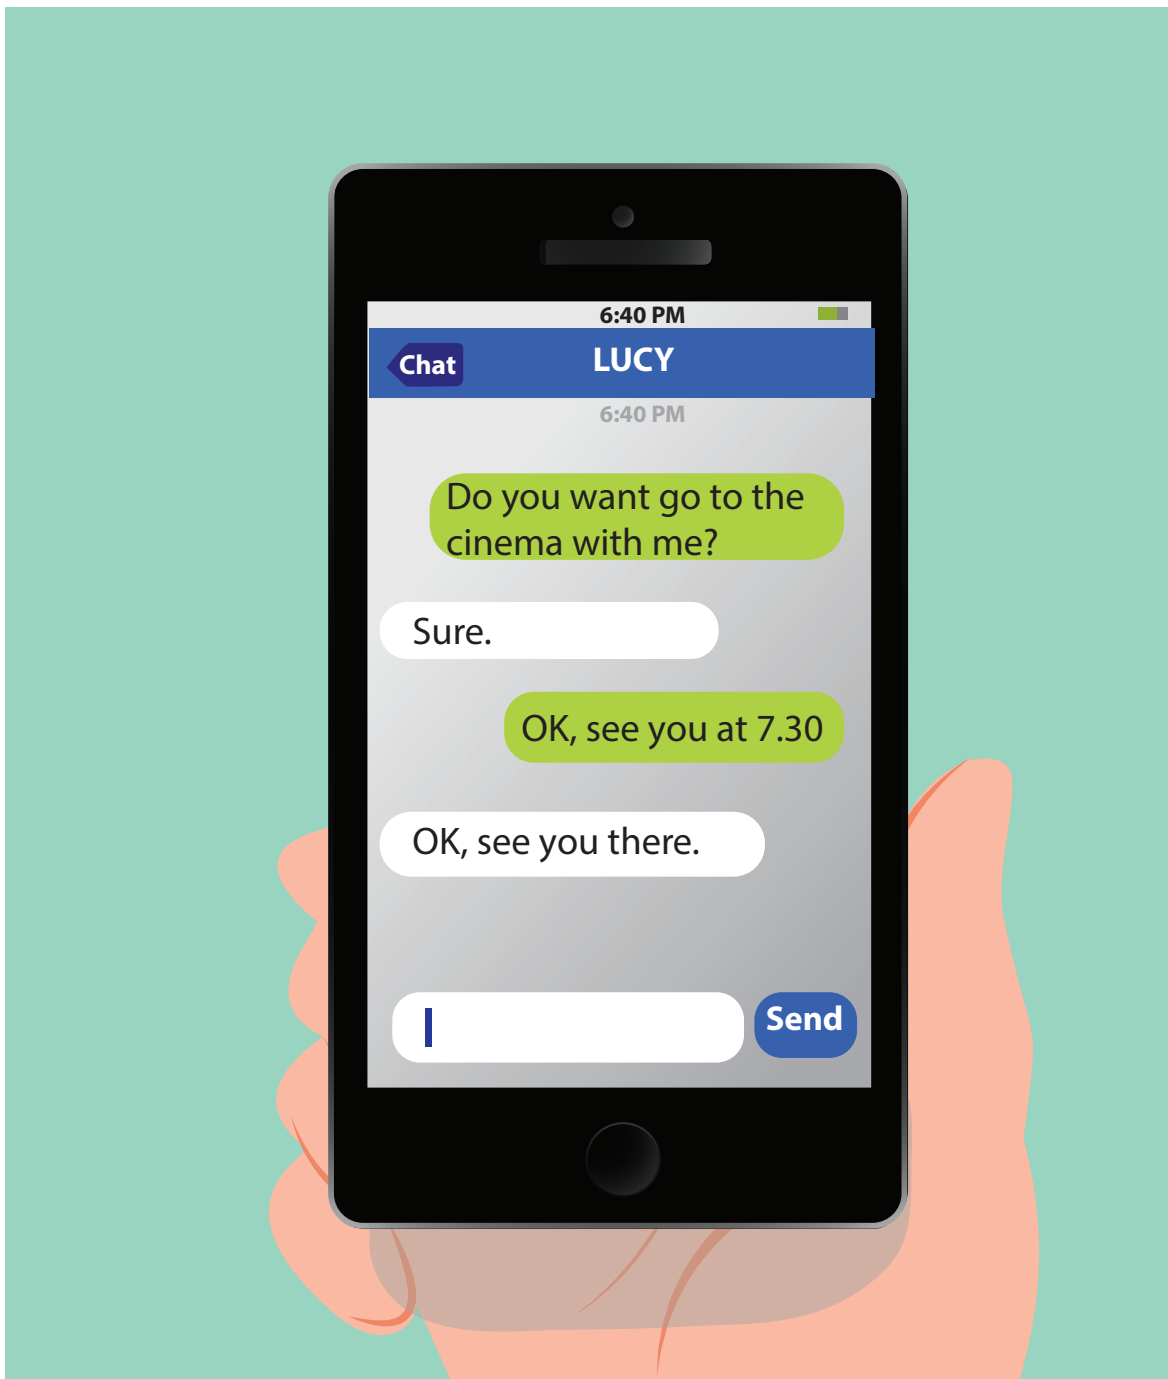 6:40 PM
Chat
LUCY
6:40 PM
Do you want go to the
cinema with me?
Sure.
OK, see you at 7.30
OK, see you there.
Send